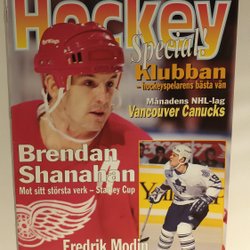 Hockey
Special!
Klubban
– hockeyspelarens bästa vän
Månadens NHL-lag
Vancouver Canucks
Brendan
Shanahan
Mot sitt största verk – Stanley Cup
Fredrik Modin